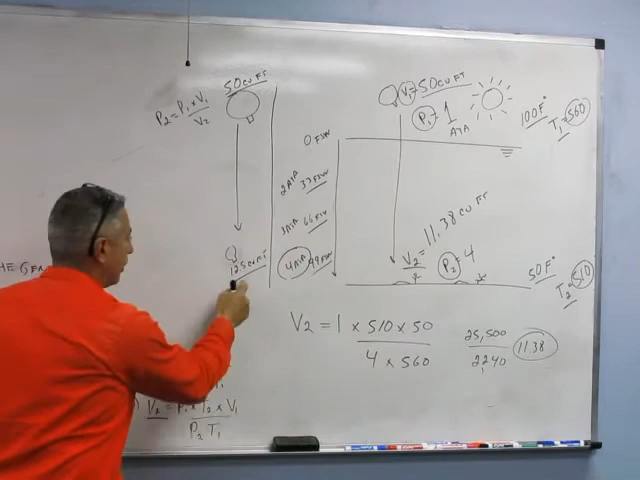 50 CU FT
P2 = P1 x V1
V2
12.5 CU FT
HE GEN
V2 = P1 x T2 x V1
P2 T1
0 FSW
2 ATA 33 FSW
3 ATA 66 FSW
4 ATA 99 FSW
V1 = 50 CU FT
P1 = 1
ATA
100 F°
T1 = 560
V2 = 11.38 CU FT
P2 = 4
50 F°
T2 = 510
V2 = 1 x 510 x 50
4 x 560
25,500
2240
11.38